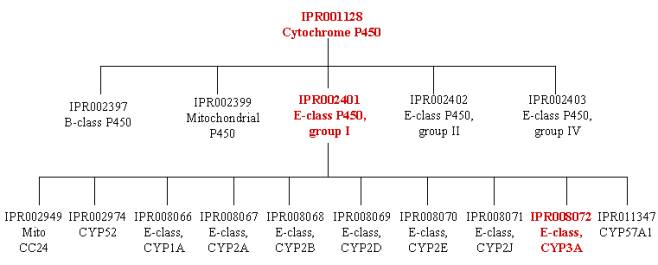 IPR001128
Cytochrome P450
IPR002397
B-class P450
IPR002399
Mitochondrial
P450
IPR002401
E-class P450,
group I
IPR002402
E-class P450,
group II
IPR002403
E-class P450,
group IV
IPR002949
Mito
CC24
IPR002974
CYP52
IPR008066
E-class,
CYP1A
IPR008067
E-class,
CYP2A
IPR008068
E-class,
CYP2B
IPR008069
E-class,
CYP2D
IPR008070
E-class,
CYP2E
IPR008071
E-class,
CYP2J
IPR008072
E-class,
CYP3A
IPR011347
CYP57A1